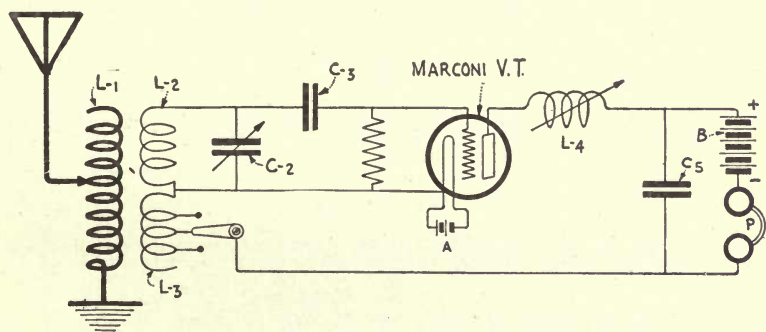 L-1
L-2
C-3
MARCONI V.T.
C-2
L-4
+
B
C5
-
P
A
L-3